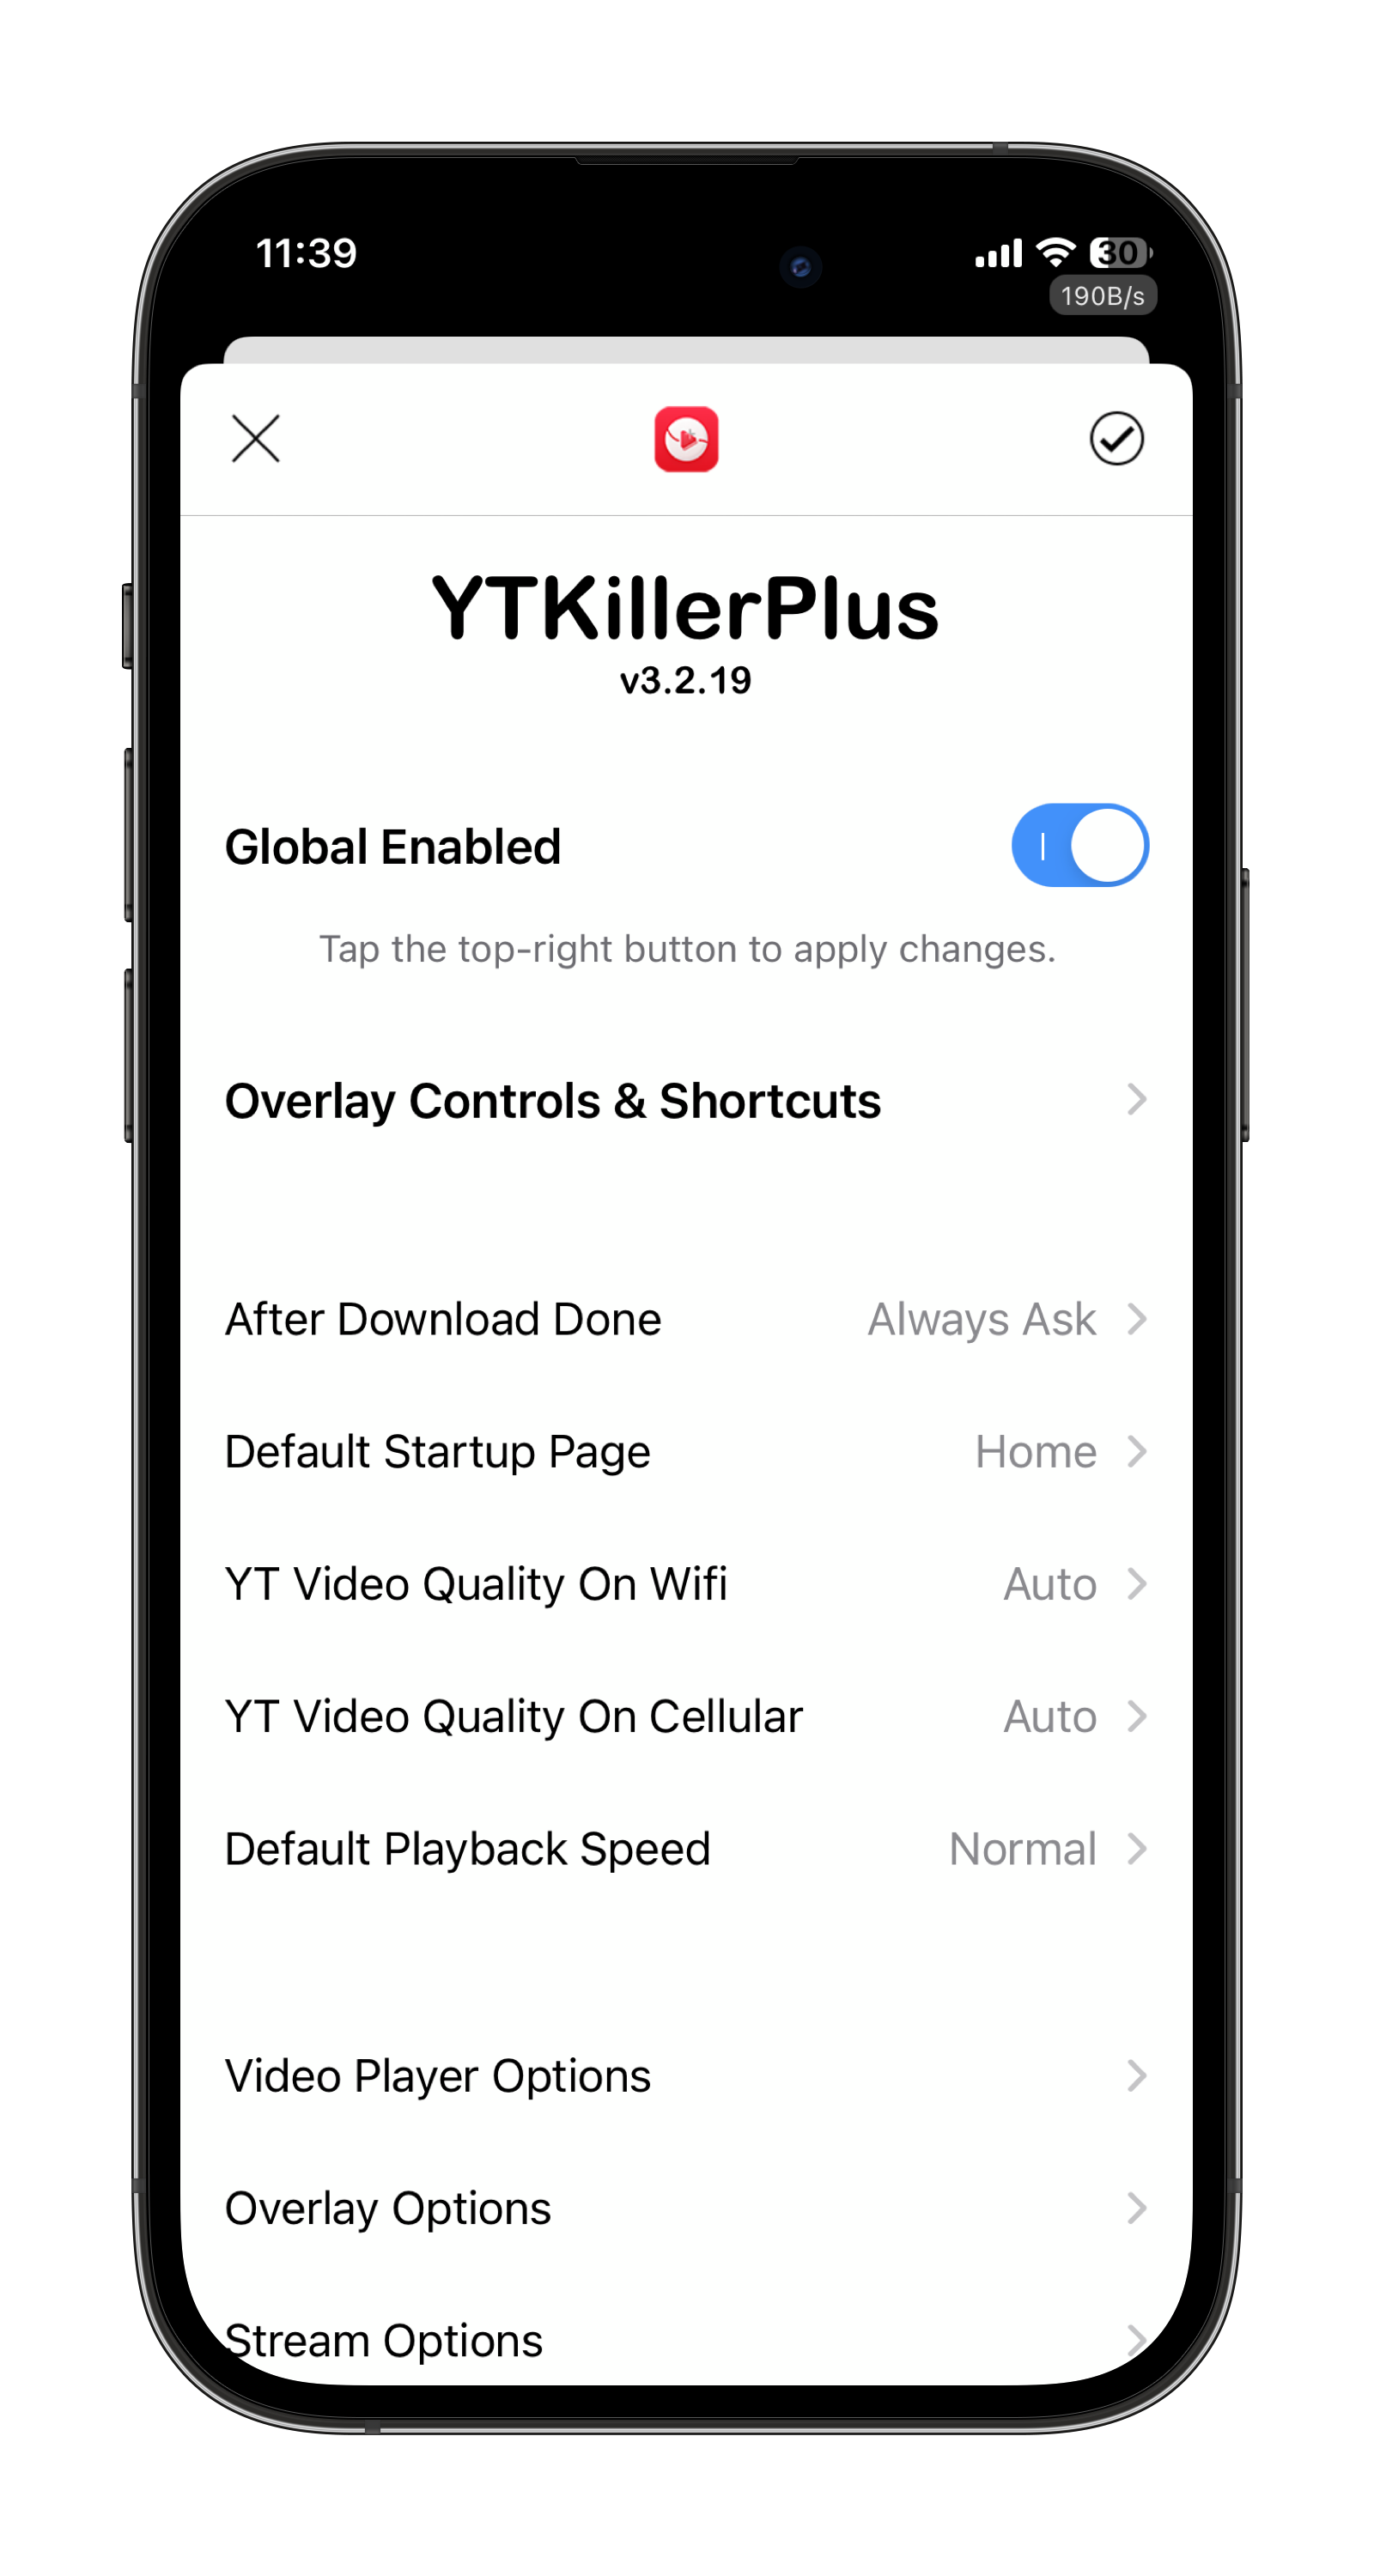 11:39
30
190B/s
YTKillerPlus
v3.2.19
Global Enabled
Tap the top-right button to apply changes.
Overlay Controls & Shortcuts
After Download Done Always Ask
Default Startup Page Home
YT Video Quality On Wifi Auto
YT Video Quality On Cellular Auto
Default Playback Speed Normal
Video Player Options
Overlay Options
Stream Options